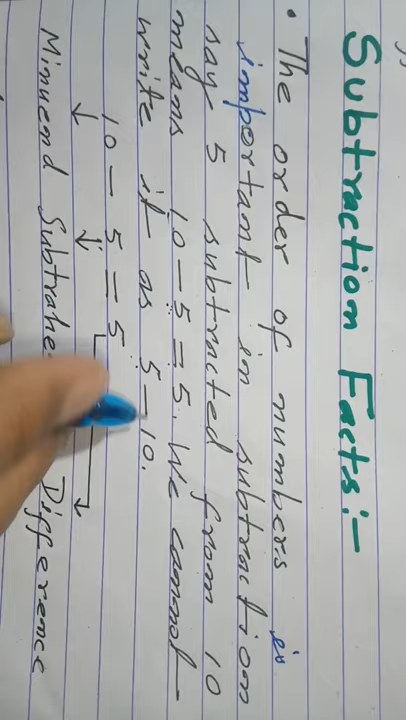 Subtraction Facts:-
• The order of numbers is
important in subtraction
say 5 subtracted from 10
means 10-5=5. We cannot
write it as 5-10.
10-5=5
Minuend Difference